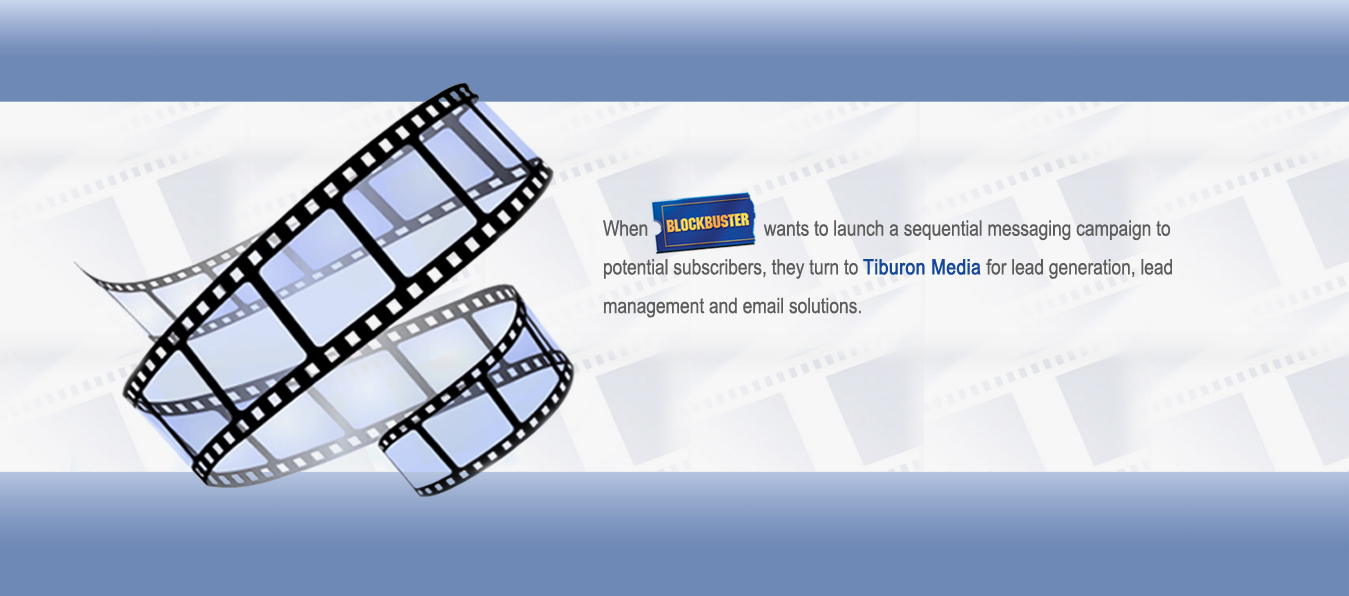 When BLOCKBUSTER wants to launch a sequential messaging campaign to
potential subscribers, they turn to Tiburon Media for lead generation, lead
management and email solutions.